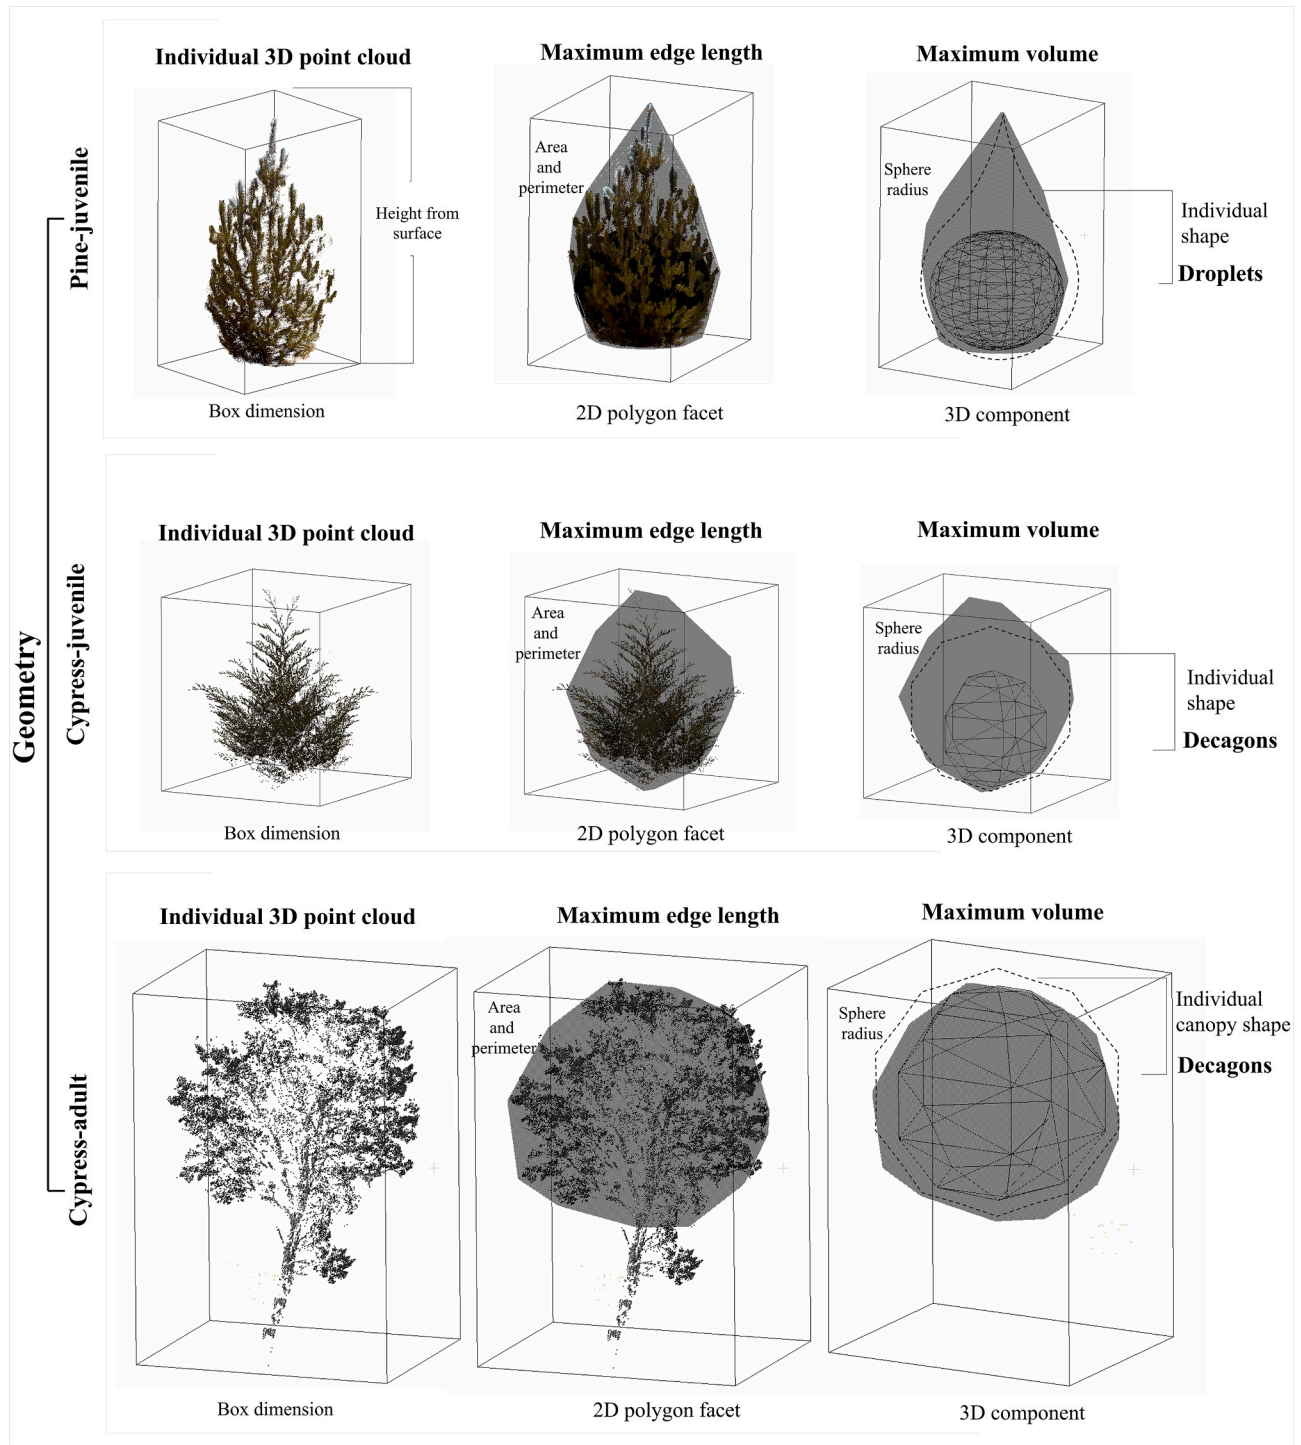 Geometry
Pine-juvenile
Individual 3D point cloud
Maximum edge length
Maximum volume
Height from
surface
Area
and
perimeter
Sphere
radius
Individual
shape
Droplets
Box dimension
2D polygon facet
3D component
Cypress-juvenile
Individual 3D point cloud
Maximum edge length
Maximum volume
Area
and
perimeter
Sphere
radius
Individual
shape
Decagons
Box dimension
2D polygon facet
3D component
Cypress-adult
Individual 3D point cloud
Maximum edge length
Maximum volume
Area
and
perimeter
Sphere
radius
Individual
canopy shape
Decagons
Box dimension
2D polygon facet
3D component